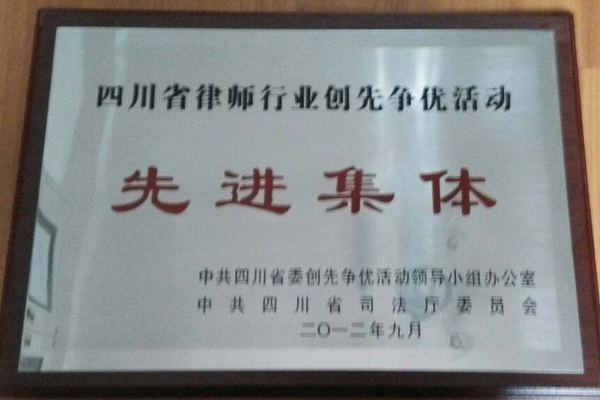 四川省律师行业创先争优活动
先进集体
中共四川省委创先争优活动领导小组办公室
中共四川省司法厅委员会
二〇一二年九月